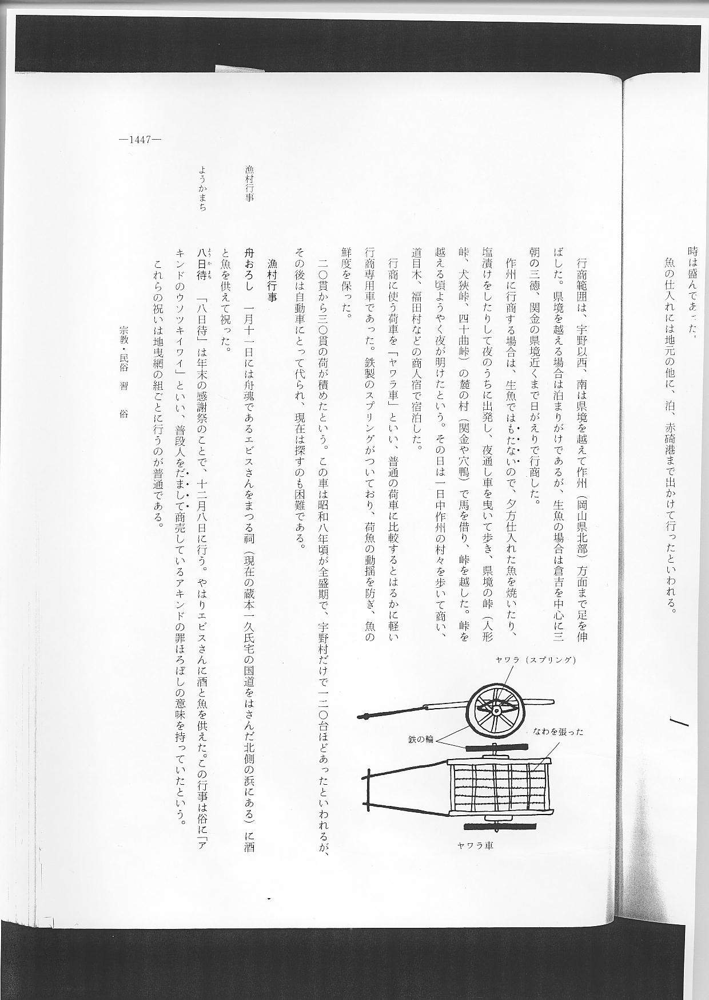 時は盛んであった。
魚の仕入れには地元の他に、泊、赤碕港まで出かけて行ったといわれる。
行商範囲は、宇野以西、南は県境を越えて作州（岡山県北部）方面まで足を伸
ばした。県境を越える場合は泊まりがけであるが、生魚の場合は倉吉を中心に三
朝の三徳、関金の県境近くまで日がえりで行商した。
作州に行商する場合は、生魚ではもたないので、夕方仕入れた魚を焼いたり、
塩漬けをしたりして夜のうちに出発し、夜通し車を曳いて歩き、県境の峠（人形
峠、犬狭峠、四十曲峠）の麓の村（関金や穴鴨）で馬を借り、峠を越した。峠を
越える頃ようやく夜が明けたという。その日は一日中作州の村々を歩いて商い、
道目木、福田村などの商人宿で宿泊した。
行商に使う荷車を「ヤワラ車」といい、普通の荷車に比較するとはるかに軽い
行商専用車であった。鉄製のスプリングがついており、荷魚の動揺を防ぎ、魚の
鮮度を保った。
ヤワラ（スプリング）
鉄の輪
なわを張った
ヤワラ車
二〇貫から三〇貫の荷が積めたという。この車は昭和八年頃が全盛期で、宇野村だけで一二〇台ほどあったといわれるが、
その後は自動車にとって代られ、現在は探すのも困難である。
漁村行事
漁村行事
舟おろし　一月十一日には舟魂であるエビスさんをまつる祠（現在の蔵本一久氏宅の国道をはさんだ北側の浜にある）に酒
と魚を供えて祝った。
ようかまち
八日待　「八日待」は年末の感謝祭のことで、十二月八日に行う。やはりエビスさんに酒と魚を供えた。この行事は俗に「ア
ようかまち
キンドのウソツキイワイ」といい、普段人をだまして商売しているアキンドの罪ほろぼしの意味を持っていたという。
これらの祝いは地曳網の組ごとに行うのが普通である。
宗教・民俗　習　俗
—1447—